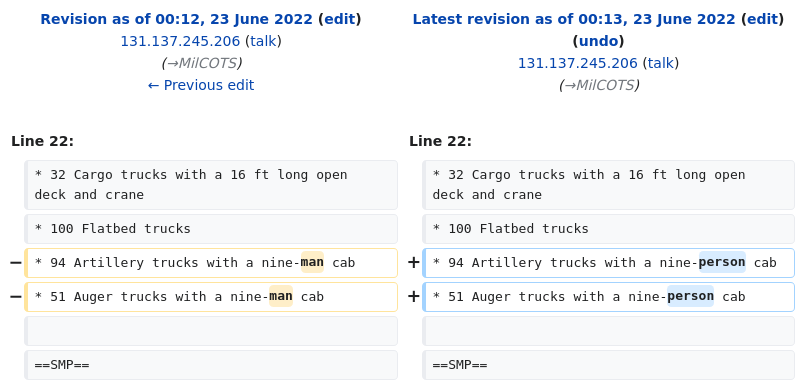 Revision as of 00:12, 23 June 2022 (edit)
131.137.245.206 (talk)
(→MilCOTS)
← Previous edit
Latest revision as of 00:13, 23 June 2022 (edit)
(undo)
131.137.245.206 (talk)
(→MilCOTS)
Line 22:
Line 22:
* 32 Cargo trucks with a 16 ft long open
deck and crane
* 32 Cargo trucks with a 16 ft long open
deck and crane
* 100 Flatbed trucks
* 100 Flatbed trucks
− * 94 Artillery trucks with a nine-man cab
+ * 94 Artillery trucks with a nine-person cab
− * 51 Auger trucks with a nine-man cab
+ * 51 Auger trucks with a nine-person cab
==SMP==
==SMP==